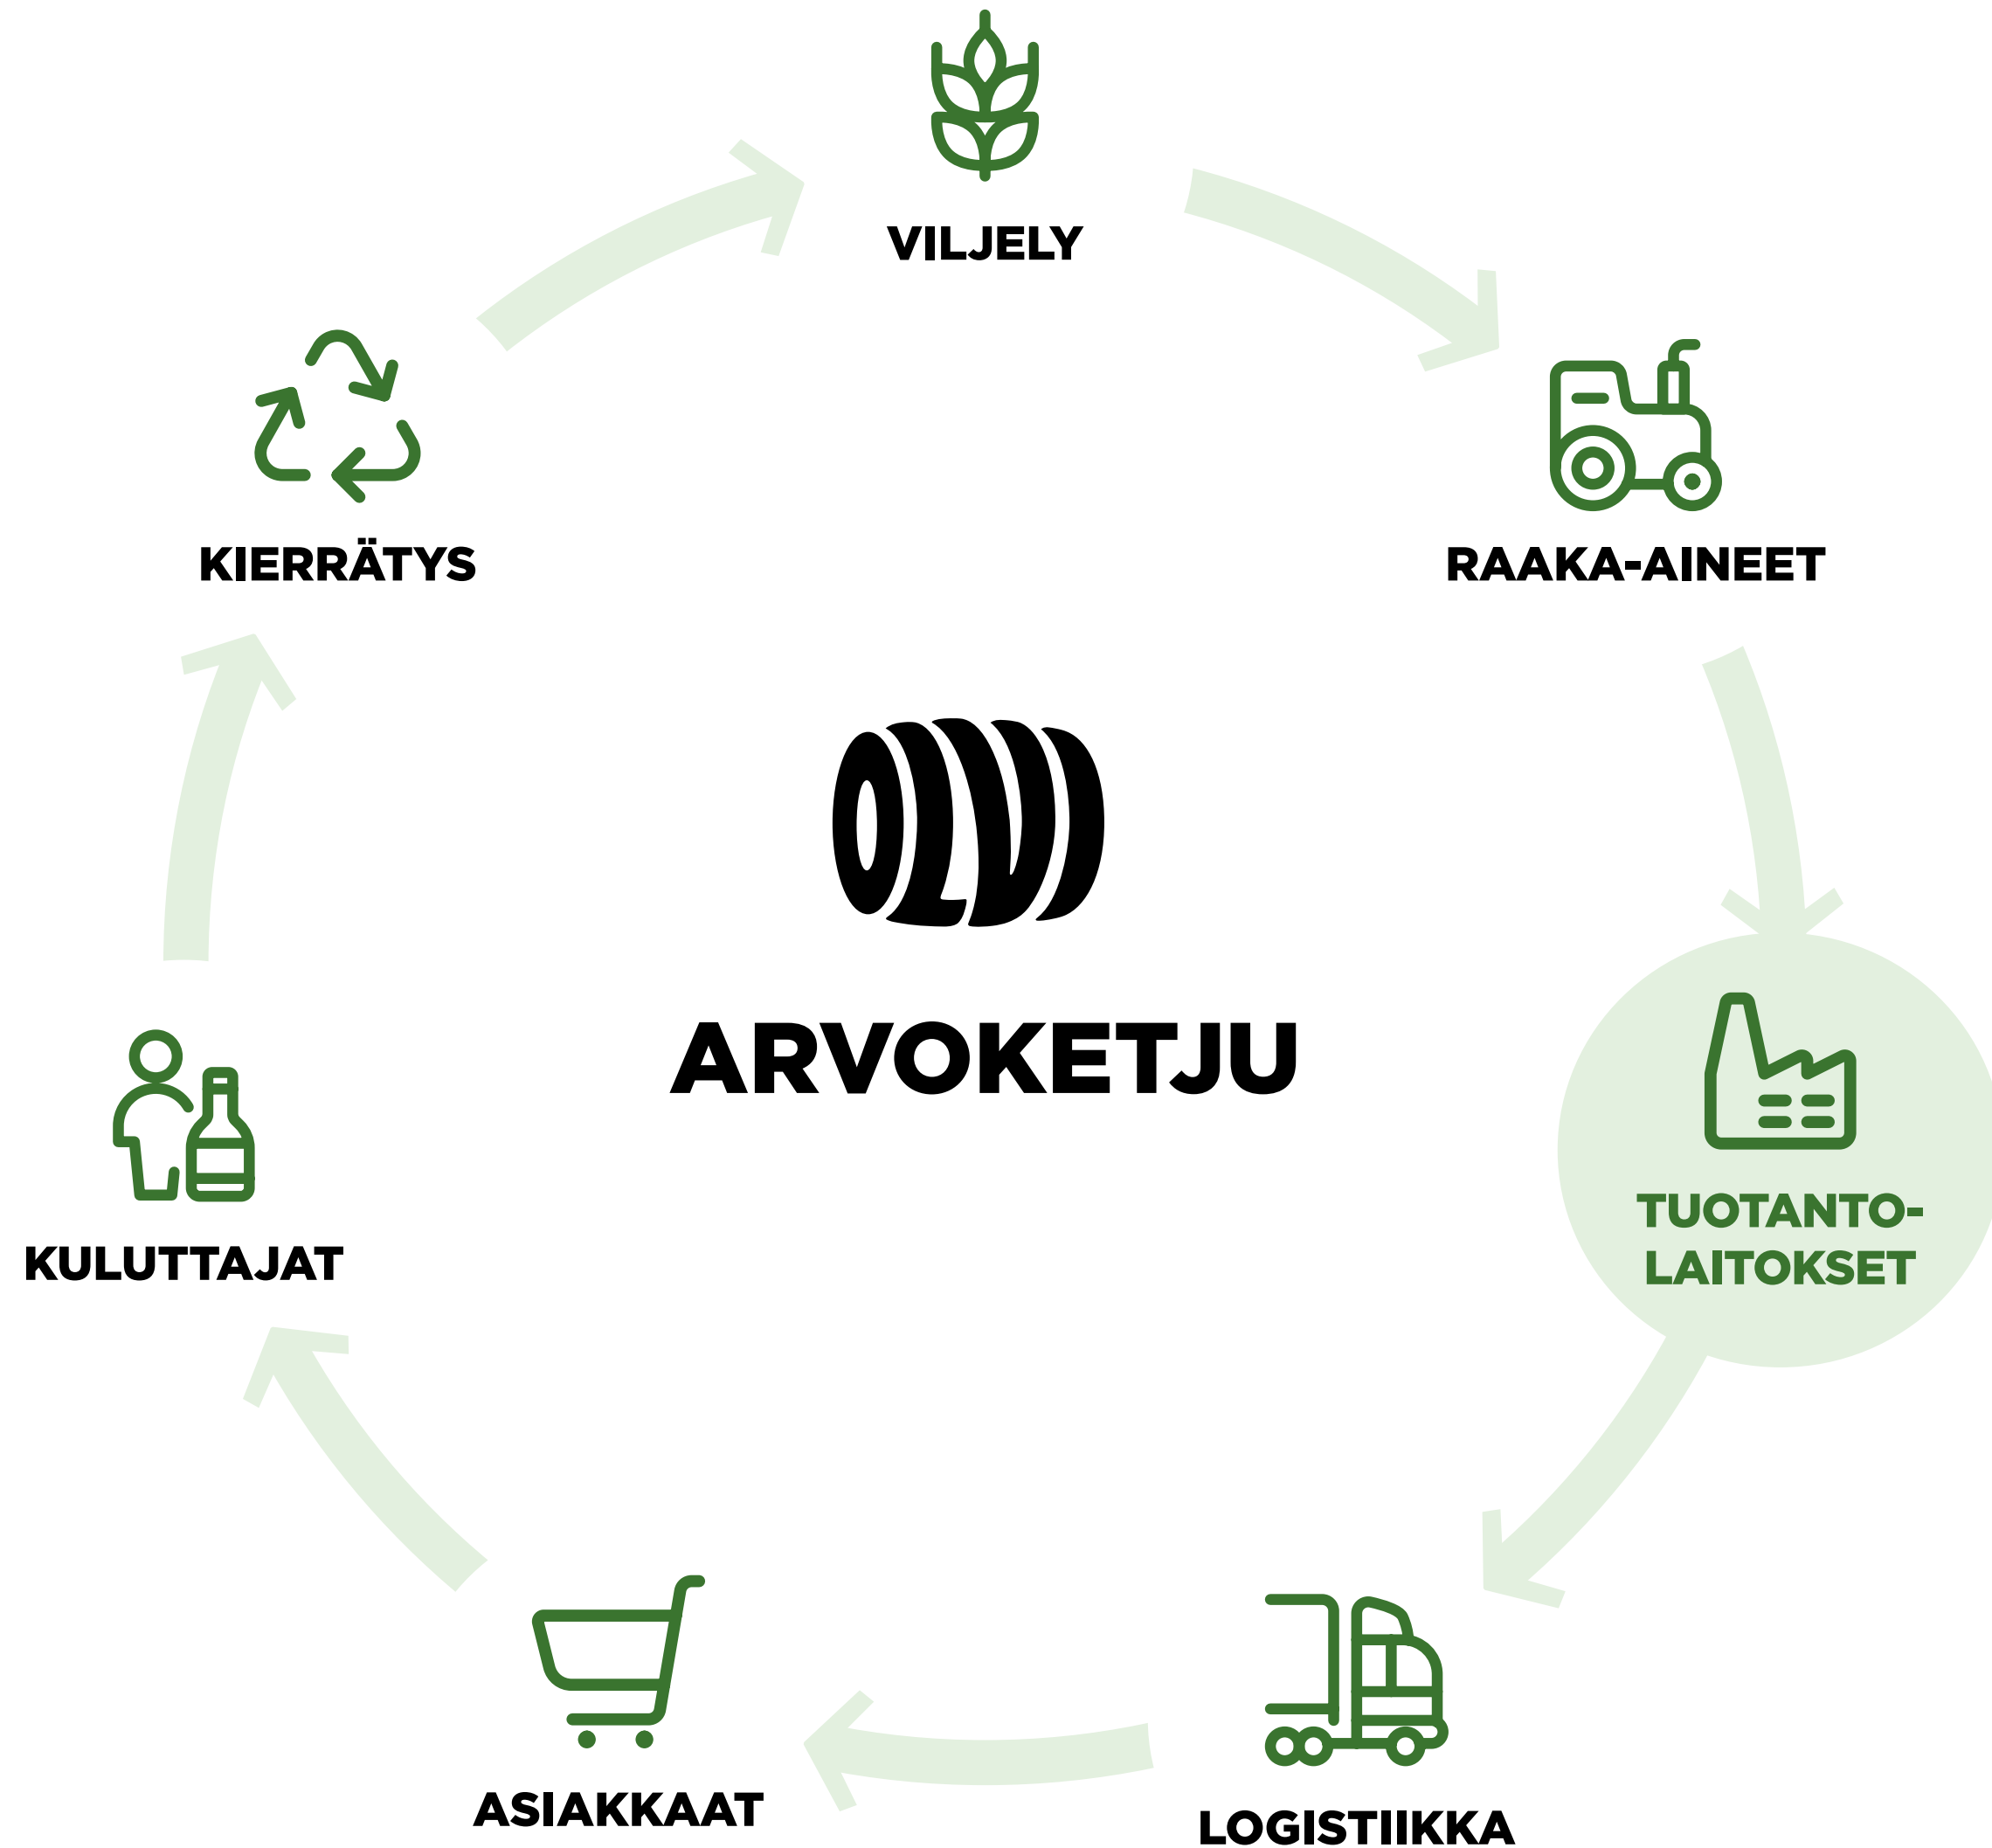 VILJELY
RAAKA-AINEET
KIERRÄTYS
OLVI
ARVOKETJU
TUOTANTO-
LAITOKSET
KULUTTAJAT
ASIAKKAAT
LOGISTIIKKA